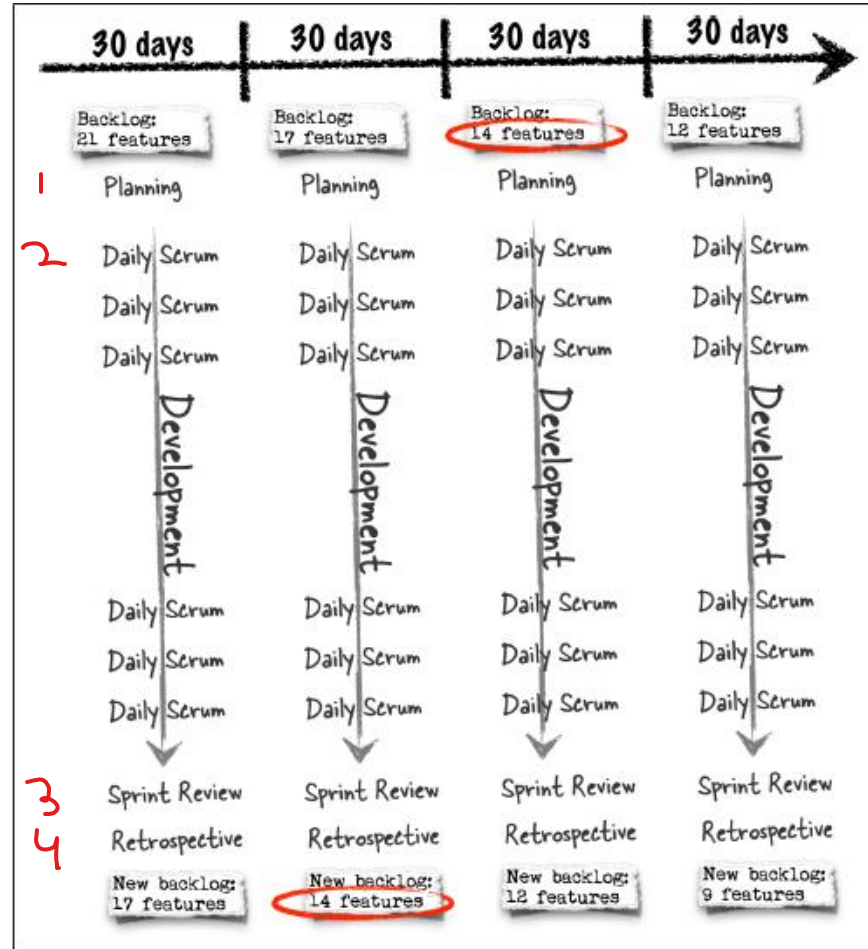 30 days 30 days 30 days 30 days
Backlog: Backlog: Backlog: Backlog:
21 features 17 features 14 features 12 features
1 Planning Planning Planning Planning
2 Daily Scrum Daily Scrum Daily Scrum Daily Scrum
Daily Scrum Daily Scrum Daily Scrum Daily Scrum
Daily Scrum Daily Scrum Daily Scrum Daily Scrum
Development Development Development Development
Daily Scrum Daily Scrum Daily Scrum Daily Scrum
Daily Scrum Daily Scrum Daily Scrum Daily Scrum
Daily Scrum Daily Scrum Daily Scrum Daily Scrum
3 Sprint Review Sprint Review Sprint Review Sprint Review
4 Retrospective Retrospective Retrospective Retrospective
New backlog: New backlog: New backlog: New backlog:
17 features 14 features 12 features 9 features